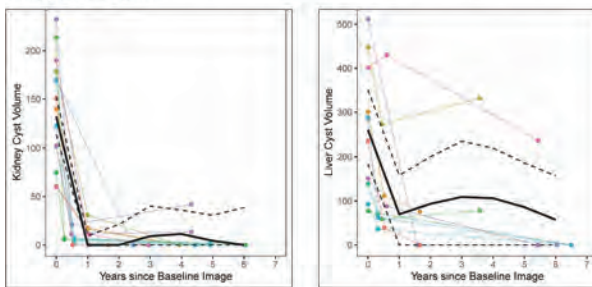 Kidney Cyst Volume
200
150
100
50
0
0 1 2 3 4 5 6 7
Years since Baseline Image
Liver Cyst Volume
500
400
300
200
100
0
0 1 2 3 4 5 6 7
Years since Baseline Image